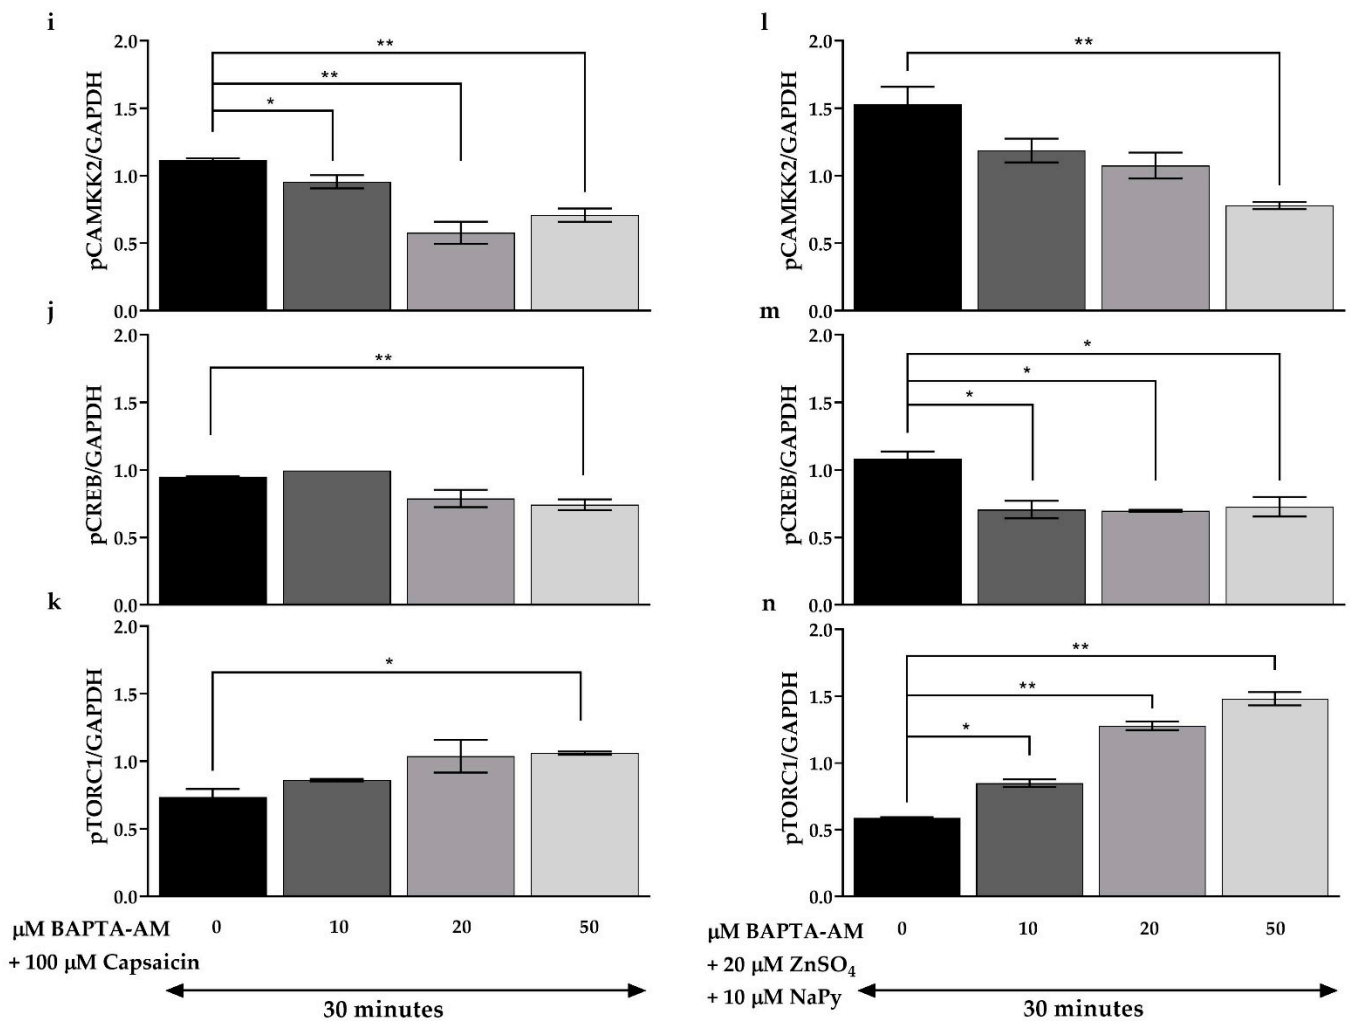 i
2.0
1.5
1.0
0.5
0.0
pCAMKK2/GAPDH
**
**
*
j
2.0
1.5
1.0
0.5
0.0
pCREB/GAPDH
**
k
2.0
1.5
1.0
0.5
0.0
pTORC1/GAPDH
*
μM BAPTA-AM 0 10 20 50
+ 100 μM Capsaicin
30 minutes
l
2.0
1.5
1.0
0.5
0.0
pCAMKK2/GAPDH
**
m
2.0
1.5
1.0
0.5
0.0
pCREB/GAPDH
*
*
*
n
2.0
1.5
1.0
0.5
0.0
pTORC1/GAPDH
**
**
*
μM BAPTA-AM 0 10 20 50
+ 20 μM ZnSO₄
+ 10 μM NaPy
30 minutes